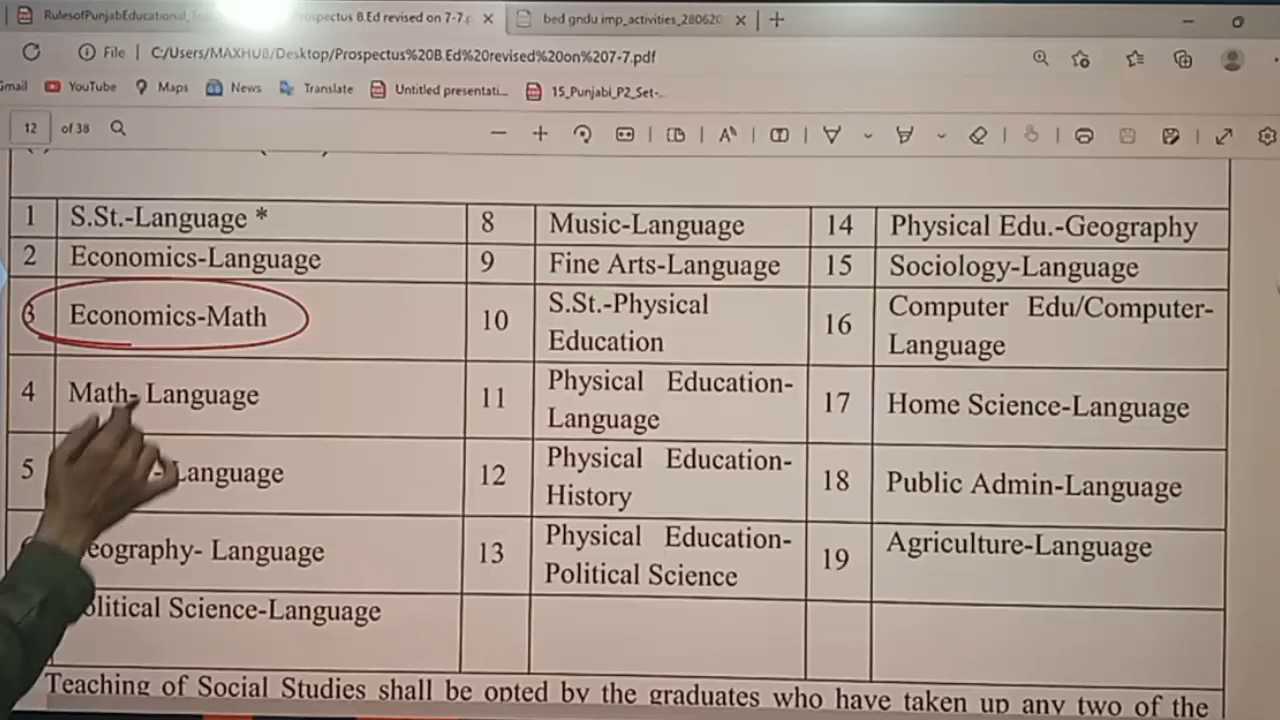 RulesofPunjabEducational_
rospectus B.Ed revised on 7-7.p
bed gndu imp_activities_280620
File | C:/Users/MAXHUB/Desktop/Prospectus%20B.Ed%20revised%20on%207-7.pdf
Gmail
YouTube
Maps
News
Translate
Untitled presentati...
15_Punjabi_P2_Set-...
12 of 38
1 S.St.-Language * 8 Music-Language 14 Physical Edu.-Geography
2 Economics-Language 9 Fine Arts-Language 15 Sociology-Language
3 Economics-Math 10 S.St.-Physical Education 16 Computer Edu/Computer-Language
4 Math- Language 11 Physical Education-Language 17 Home Science-Language
5 - Language 12 Physical Education-History 18 Public Admin-Language
eography- Language 13 Physical Education-Political Science 19 Agriculture-Language
olitical Science-Language
Teaching of Social Studies shall be opted by the graduates who have taken up any two of the